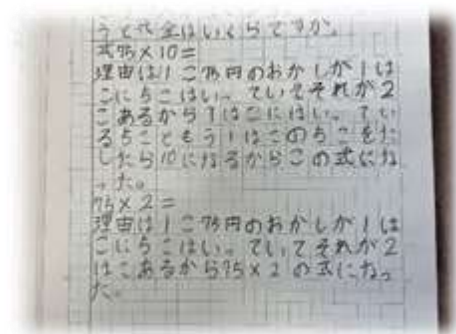 うと代金はいくらですか。
式75×10=
理由は1こ75円のおかしが1は
こに5こはい。ていてそれが2
こあるから1はこにはい。てい
る5こともう1はこの5こをた
したら10になるからこの式にな
った。
75×2=
理由は1こ75円のおかしが1は
こに5こはい。ていてそれが2
はこあるから75×2の式になっ
た。